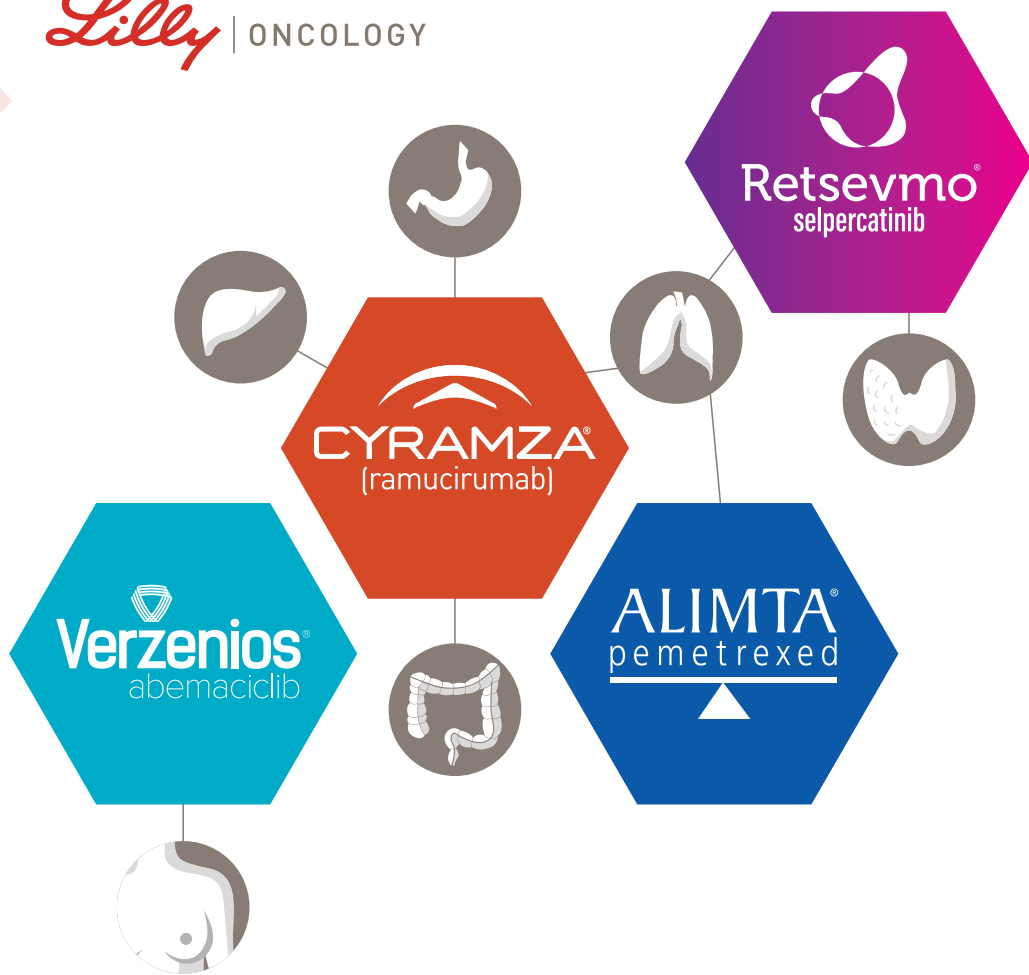 Lilly | ONCOLOGY
Retsevmo®
selpercatinib
CYRAMZA®
(ramucirumab)
Verzenios®
abemaciclib
ALIMTA®
pemetrexed